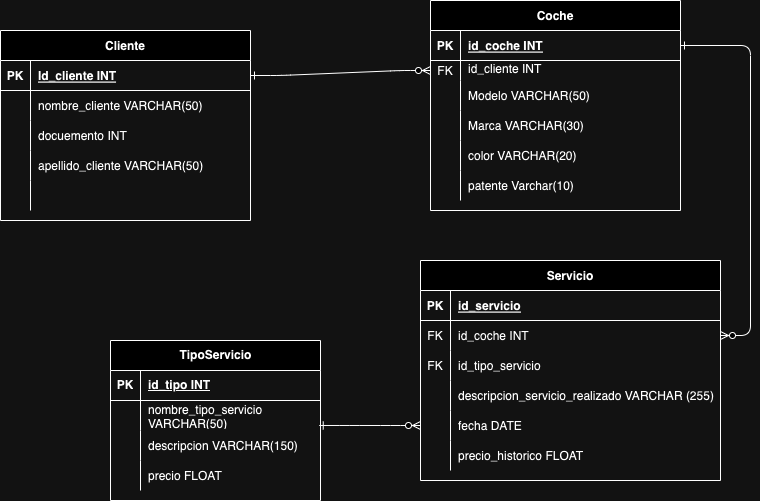 Cliente
PK Id_cliente INT
nombre_cliente VARCHAR(50)
docuemento INT
apellido_cliente VARCHAR(50)
Coche
PK id_coche INT
FK id_cliente INT
Modelo VARCHAR(50)
Marca VARCHAR(30)
color VARCHAR(20)
patente Varchar(10)
Servicio
PK id_servicio
FK id_coche INT
FK id_tipo_servicio
descripcion_servicio_realizado VARCHAR (255)
fecha DATE
precio_historico FLOAT
TipoServicio
PK id_tipo INT
nombre_tipo_servicio
VARCHAR(50)
descripcion VARCHAR(150)
precio FLOAT